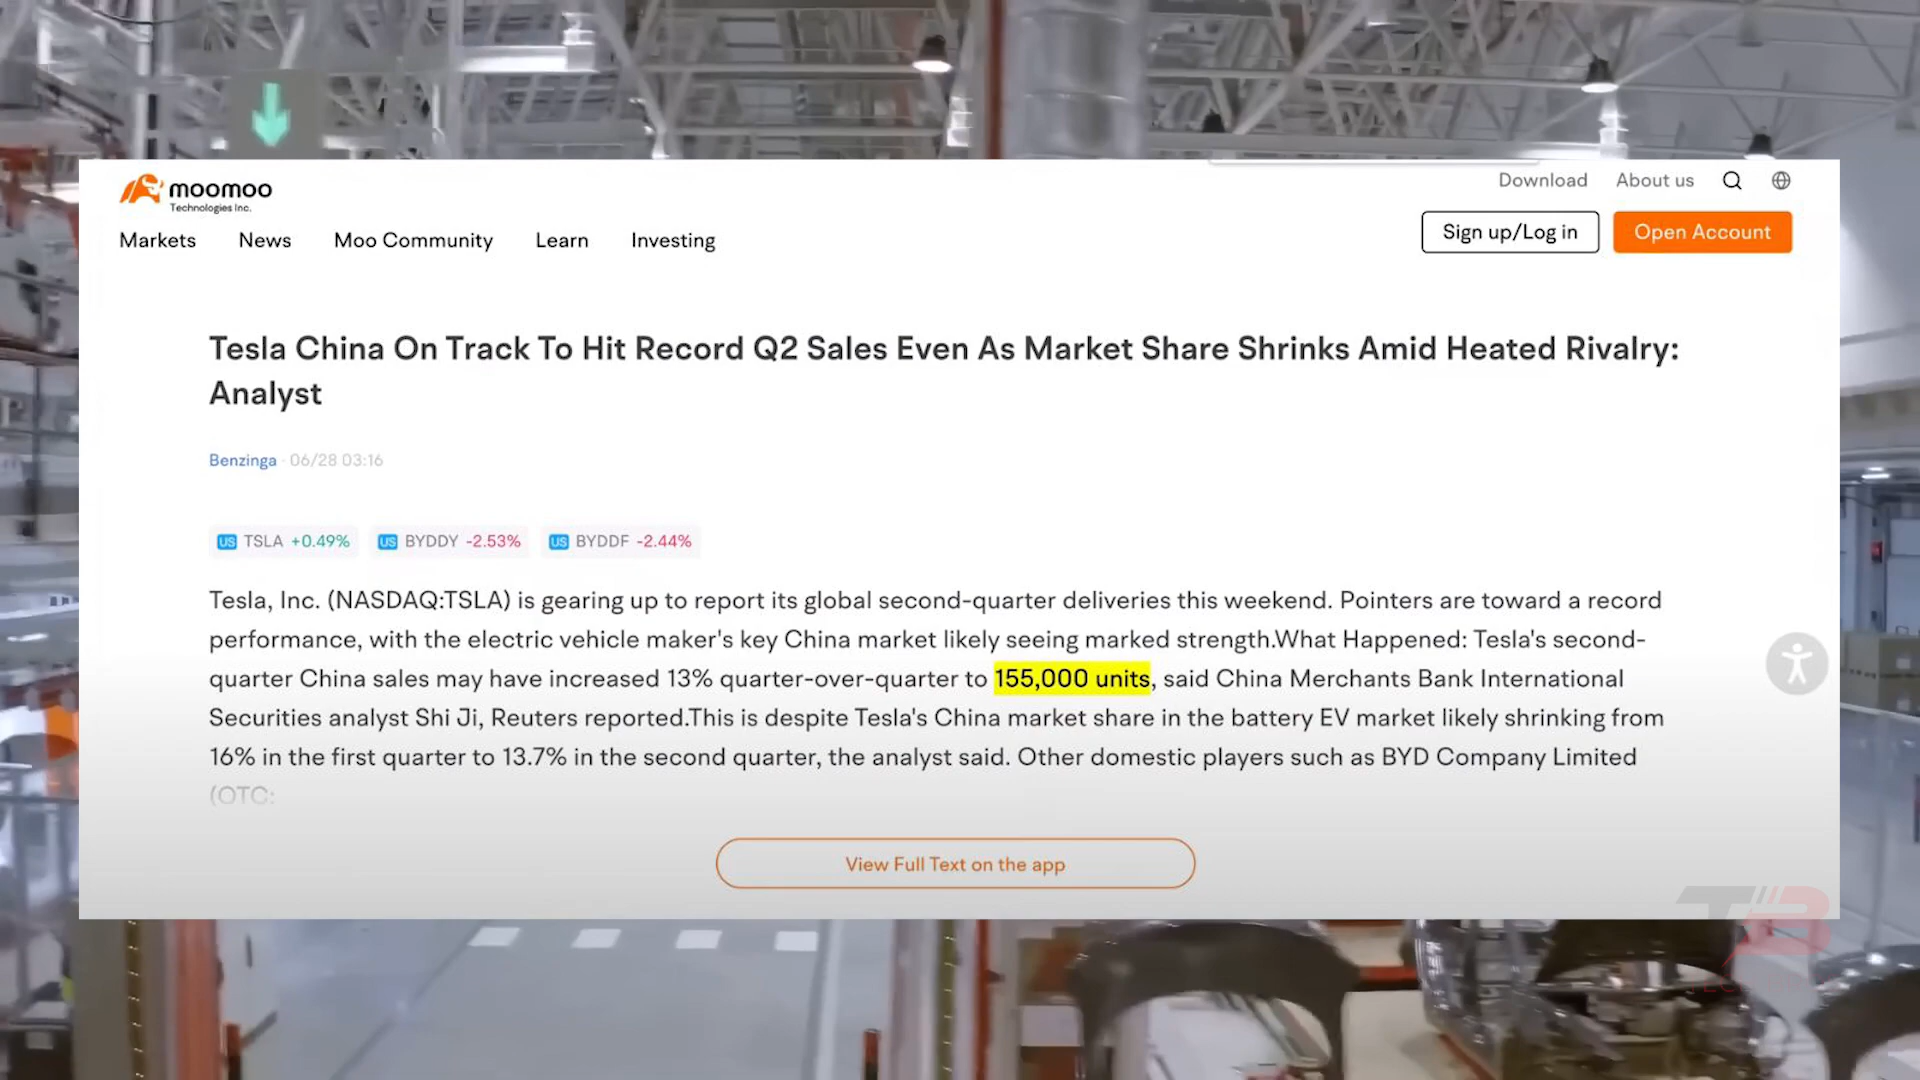 moomoo
Technologies Inc.
Download About us
Markets News Moo Community Learn Investing
Sign up/Log in Open Account
Tesla China On Track To Hit Record Q2 Sales Even As Market Share Shrinks Amid Heated Rivalry:
Analyst
Benzinga · 06/28 03:16
US TSLA +0.49% US BYDDY -2.53% US BYDDF -2.44%
Tesla, Inc. (NASDAQ:TSLA) is gearing up to report its global second-quarter deliveries this weekend. Pointers are toward a record
performance, with the electric vehicle maker's key China market likely seeing marked strength.What Happened: Tesla's second-
quarter China sales may have increased 13% quarter-over-quarter to 155,000 units, said China Merchants Bank International
Securities analyst Shi Ji, Reuters reported.This is despite Tesla's China market share in the battery EV market likely shrinking from
16% in the first quarter to 13.7% in the second quarter, the analyst said. Other domestic players such as BYD Company Limited
(OTC:
View Full Text on the app
TB